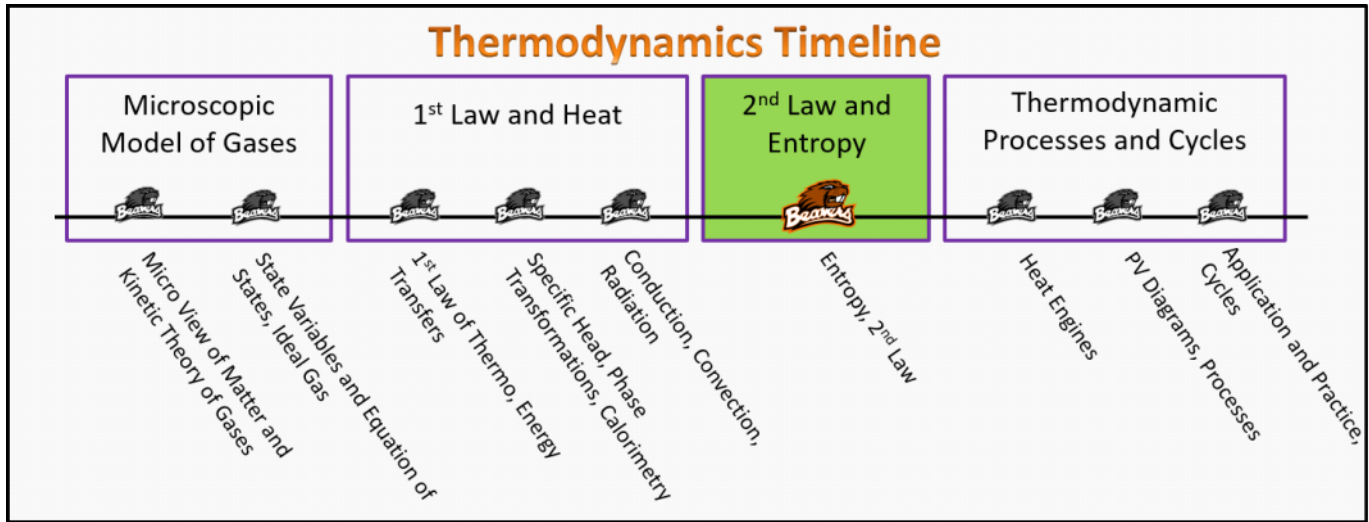 Thermodynamics Timeline
Microscopic
Model of Gases
1st Law and Heat
2nd Law and
Entropy
Thermodynamic
Processes and Cycles
Beavers
Beavers
Beavers
Beavers
Beavers
Beavers
Beavers
Beavers
Beavers
Micro View of Matter and
Kinetic Theory of Gases
State Variables and Equation of
States, Ideal Gas
1st Law of Thermo, Energy
Transfers
Specific Head, Phase
Transformations, Calorimetry
Conduction, Convection,
Radiation
Entropy, 2nd Law
Heat Engines
PV Diagrams, Processes
Application and Practice,
Cycles